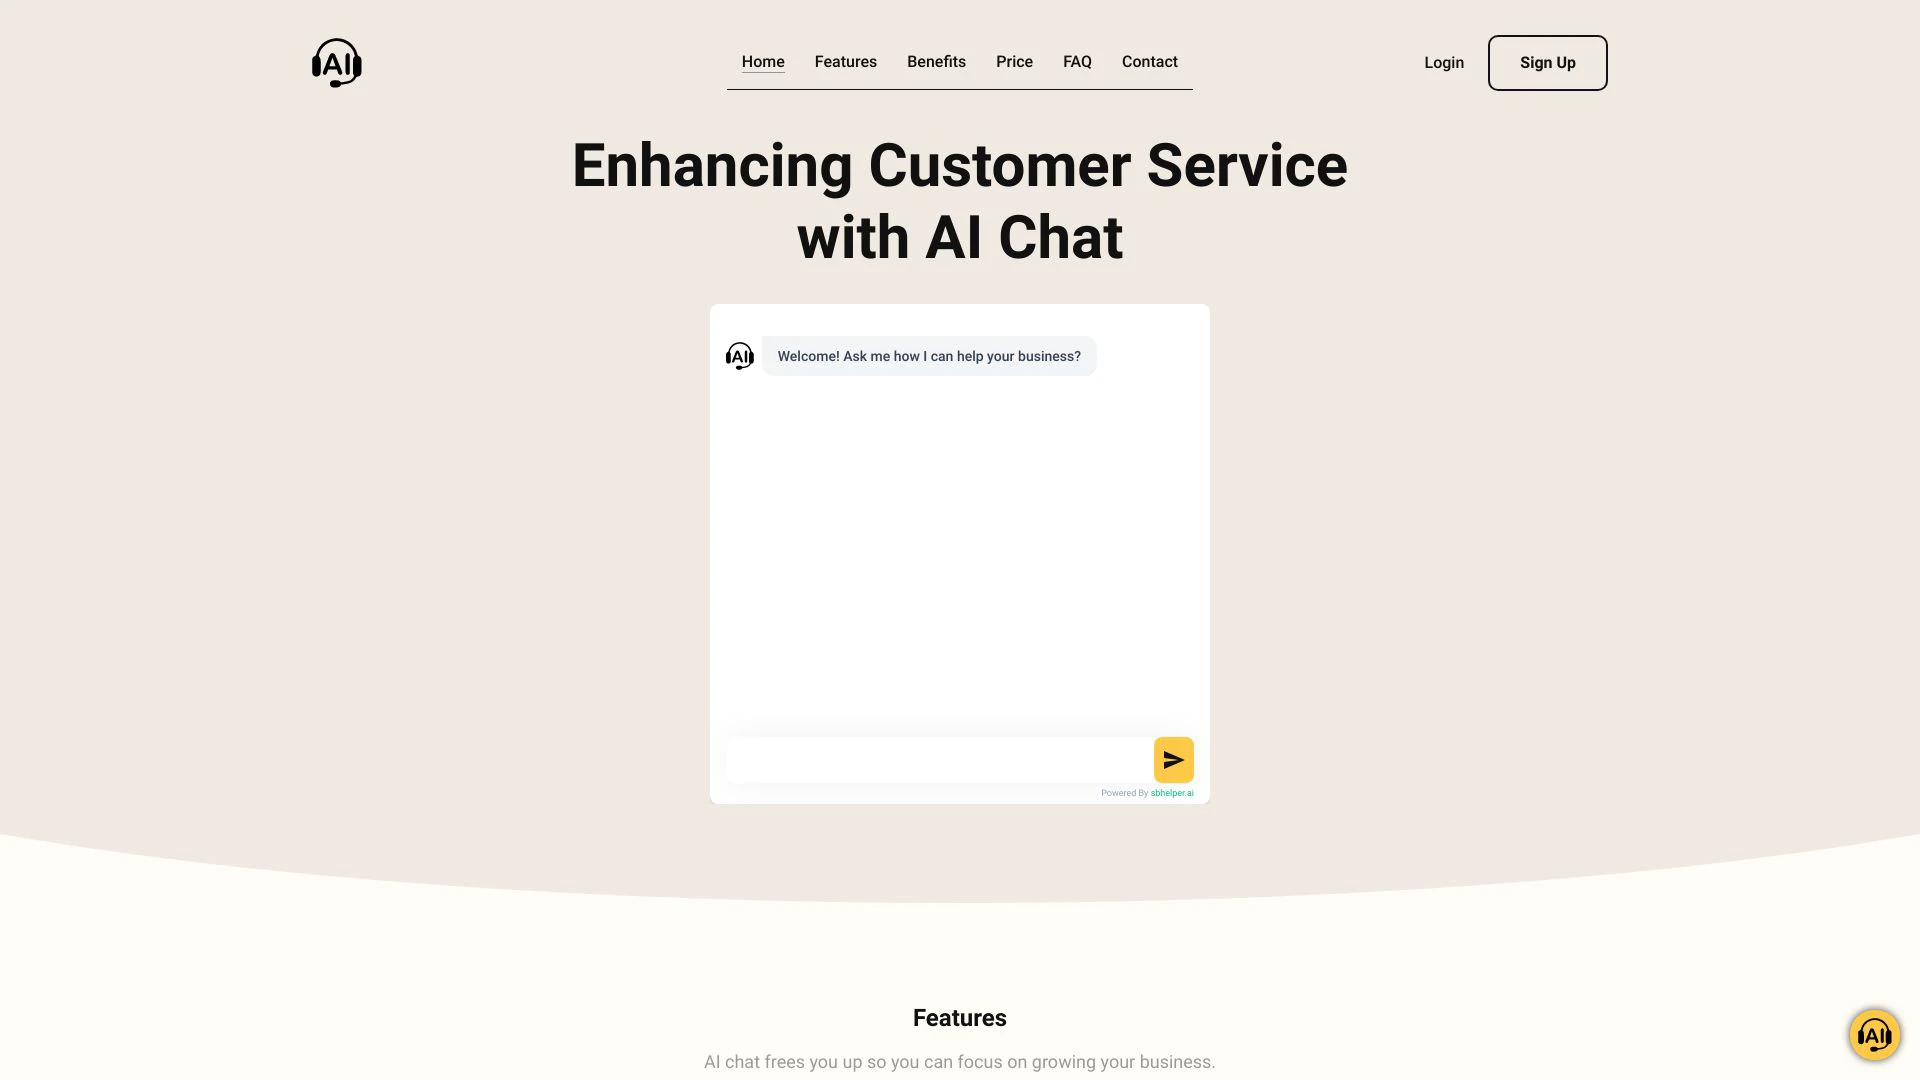 AI
Home Features Benefits Price FAQ Contact
Login Sign Up
Enhancing Customer Service
with AI Chat
AI Welcome! Ask me how I can help your business?
Powered By sbhelper.ai
Features
AI chat frees you up so you can focus on growing your business.
AI